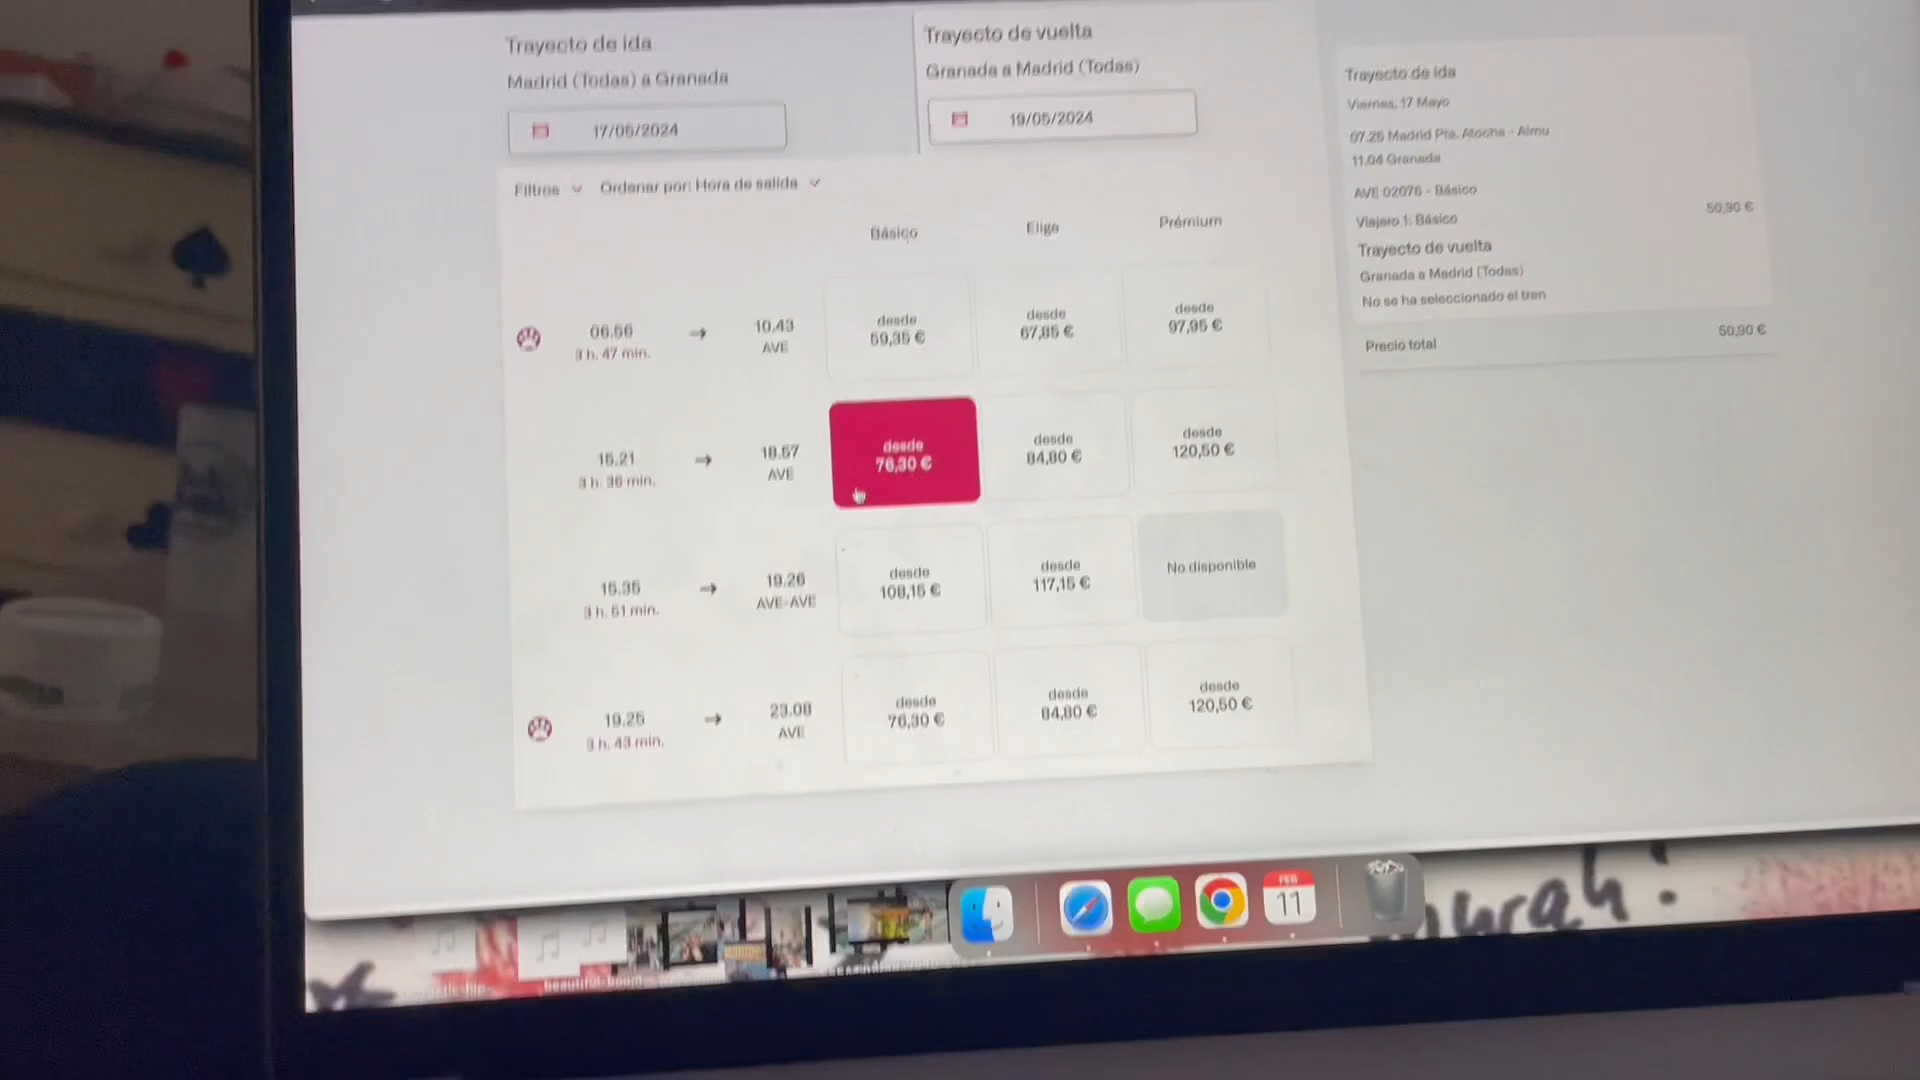 Trayecto de ida
Madrid (Todas) a Granada
17/05/2024
Trayecto de vuelta
Granada a Madrid (Todas)
19/05/2024
Filtros
Ordenar por: Hora de salida
Básico
Elige
Prémium
06.56
3 h. 47 min.
10.43
AVE
desde
59,35 €
desde
67,85 €
desde
97,95 €
15.21
3 h. 36 min.
18.57
AVE
desde
76,30 €
desde
84,80 €
desde
120,50 €
15.35
3 h. 51 min.
19.26
AVE-AVE
desde
108,15 €
desde
117,15 €
No disponible
19.25
3 h. 43 min.
23.08
AVE
desde
76,30 €
desde
84,80 €
desde
120,50 €
Trayecto de ida
Viernes, 17 Mayo
07.25 Madrid Pta. Atocha - Almu
11.04 Granada
AVE 02076 - Básico
Viajero 1: Básico
50,90 €
Trayecto de vuelta
Granada a Madrid (Todas)
No se ha seleccionado el tren
Precio total
50,90 €
FEB
11